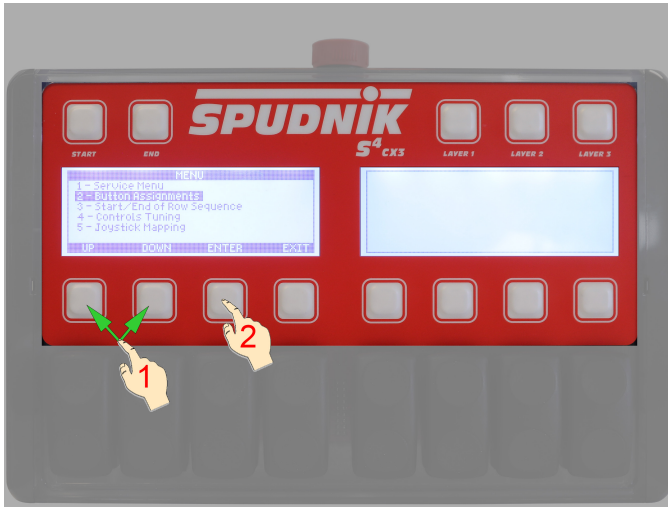 SPUDNIK
S4 CX3
START
END
LAYER 1
LAYER 2
LAYER 3
MENU
1 - Service Menu
2 - Button Assignments
3 - Start/End of Row Sequence
4 - Controls Tuning
5 - Joystick Mapping
UP DOWN ENTER EXIT
1
2